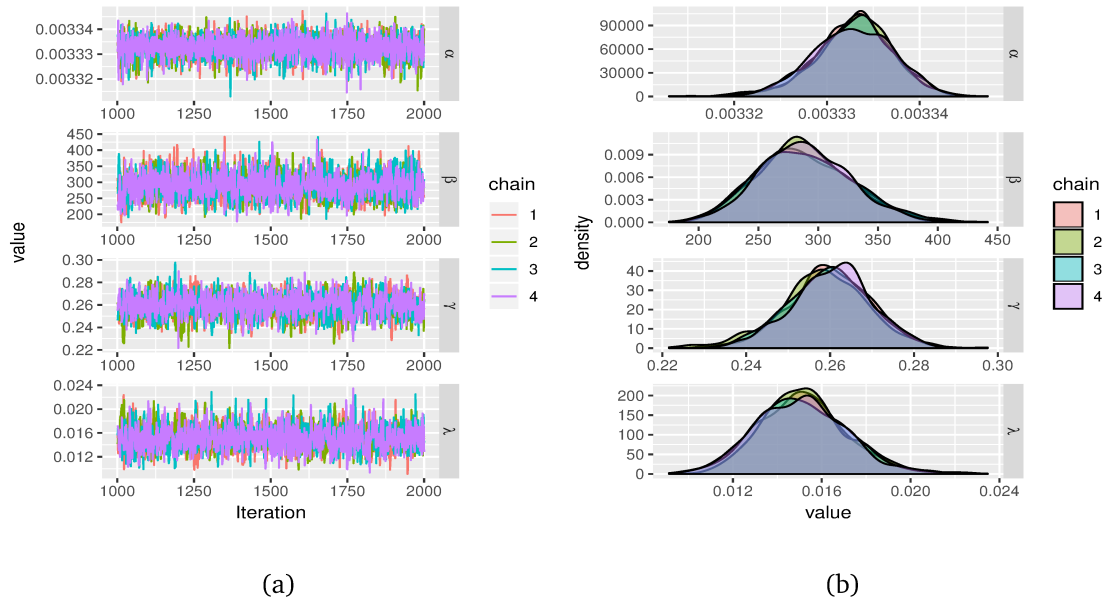 value
0.00334
0.00333
0.00332
1000 1250 1500 1750 2000
α
450
400
350
300
250
200
1000 1250 1500 1750 2000
β
0.30
0.28
0.26
0.24
0.22
1000 1250 1500 1750 2000
γ
0.024
0.020
0.016
0.012
1000 1250 1500 1750 2000
λ
Iteration
chain
1
2
3
4
(a)
density
90000
60000
30000
0
0.00332 0.00333 0.00334
α
0.009
0.006
0.003
0.000
200 250 300 350 400 450
β
40
30
20
10
0
0.22 0.24 0.26 0.28 0.30
γ
200
150
100
50
0
0.012 0.016 0.020 0.024
λ
value
chain
1
2
3
4
(b)